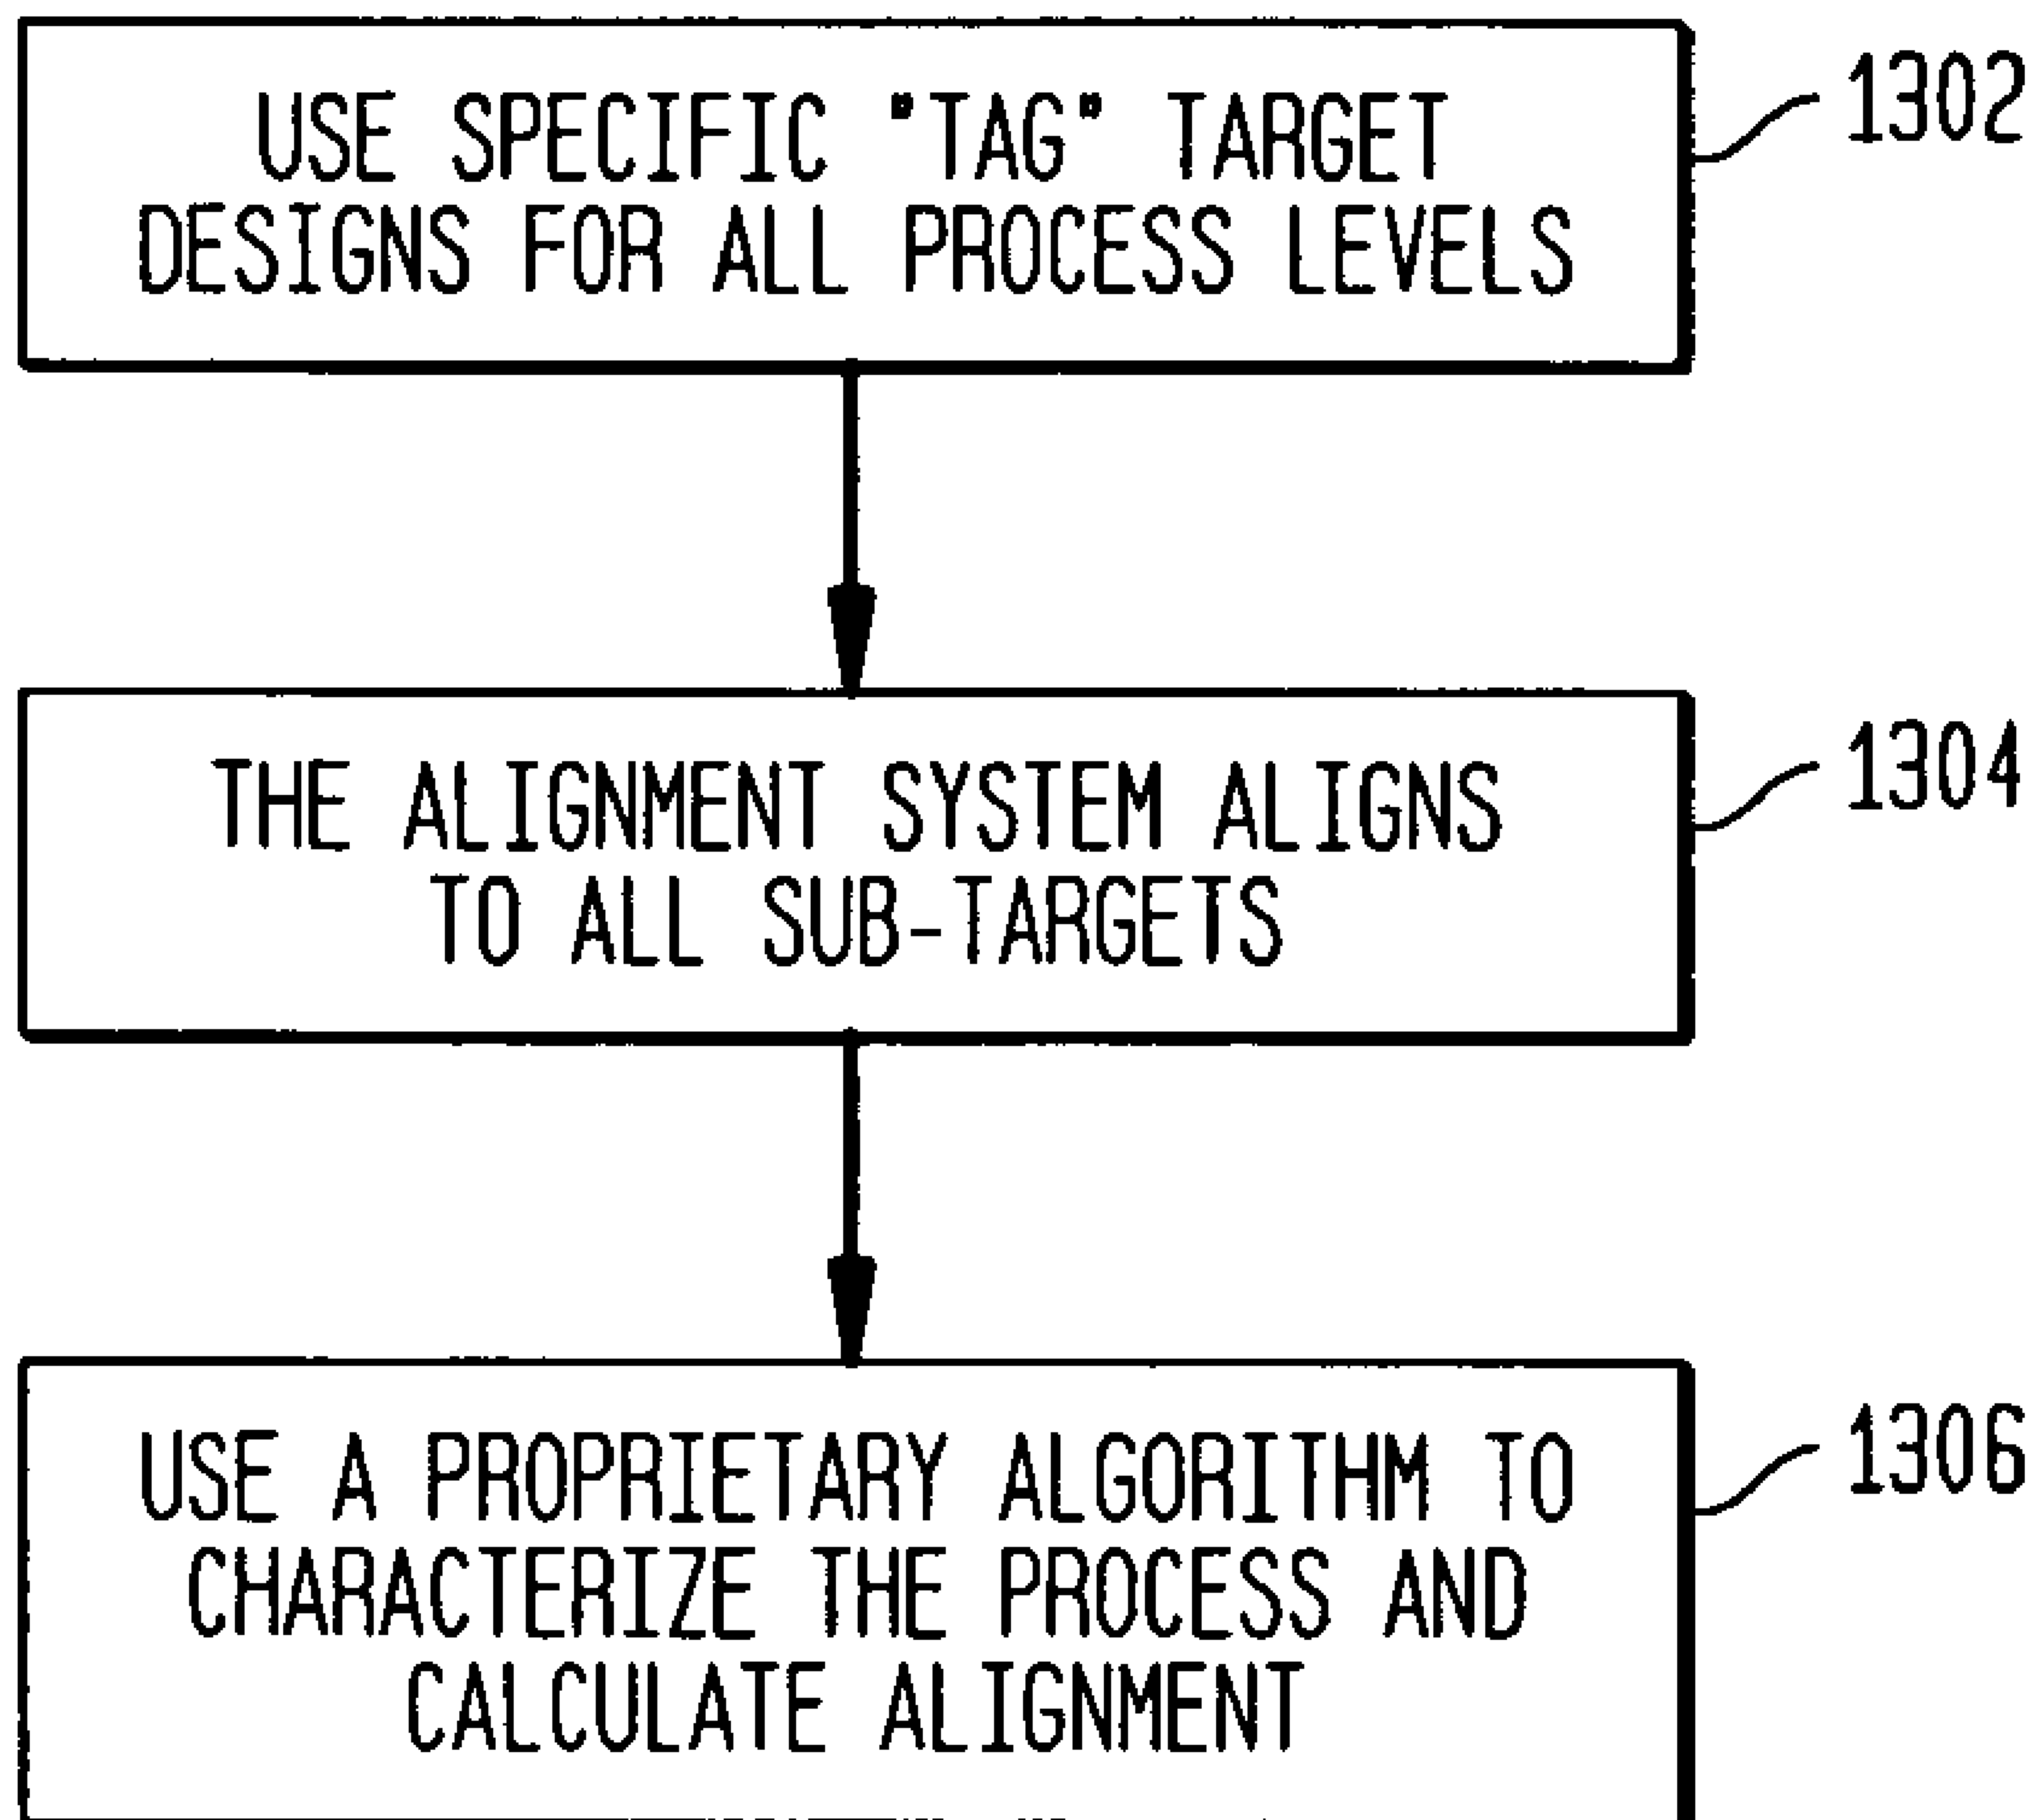 USE SPECIFIC "TAG" TARGET
DESIGNS FOR ALL PROCESS LEVELS
1302
THE ALIGNMENT SYSTEM ALIGNS
TO ALL SUB-TARGETS
1304
USE A PROPRIETARY ALGORITHM TO
CHARACTERIZE THE PROCESS AND
CALCULATE ALIGNMENT
1306